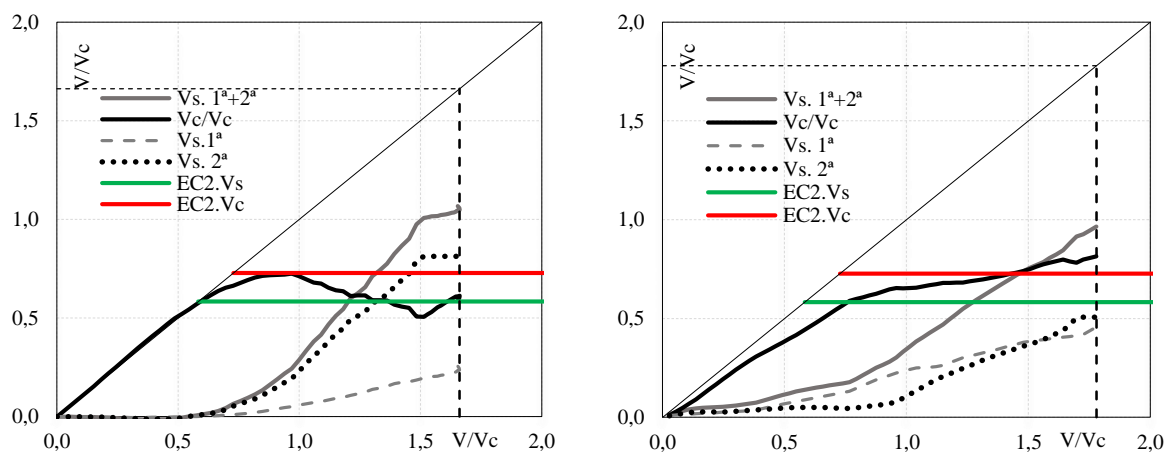 2,0
V/Vc
Vs. 1ª+2ª
Vc/Vc
Vs.1ª
Vs. 2ª
EC2.Vs
EC2.Vc
1,5
1,0
0,5
0,0
0,0 0,5 1,0 1,5 V/Vc 2,0
2,0
V/Vc
Vs. 1ª+2ª
Vc/Vc
Vs. 1ª
Vs. 2ª
EC2.Vs
EC2.Vc
1,5
1,0
0,5
0,0
0,0 0,5 1,0 1,5 V/Vc 2,0